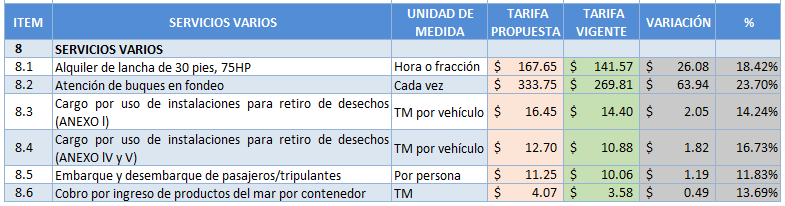 ITEM SERVICIOS VARIOS UNIDAD DE MEDIDA TARIFA PROPUESTA TARIFA VIGENTE VARIACIÓN %
8 SERVICIOS VARIOS
8.1 Alquiler de lancha de 30 pies, 75HP Hora o fracción $ 167.65 $ 141.57 $ 26.08 18.42%
8.2 Atención de buques en fondeo Cada vez $ 333.75 $ 269.81 $ 63.94 23.70%
8.3 Cargo por uso de instalaciones para retiro de desechos (ANEXO l) TM por vehículo $ 16.45 $ 14.40 $ 2.05 14.24%
8.4 Cargo por uso de instalaciones para retiro de desechos (ANEXO lV y V) TM por vehículo $ 12.70 $ 10.88 $ 1.82 16.73%
8.5 Embarque y desembarque de pasajeros/tripulantes Por persona $ 11.25 $ 10.06 $ 1.19 11.83%
8.6 Cobro por ingreso de productos del mar por contenedor TM $ 4.07 $ 3.58 $ 0.49 13.69%